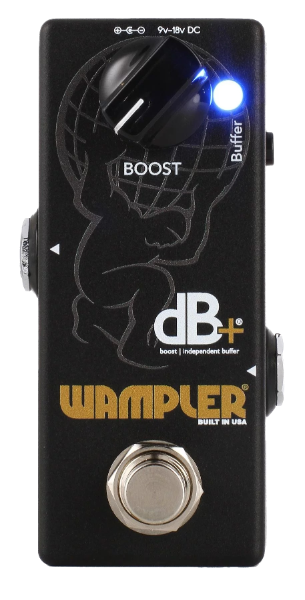 9v-18v DC
Buffer
BOOST
dB+®
boost | independent buffer
WAMPLER®
BUILT IN USA